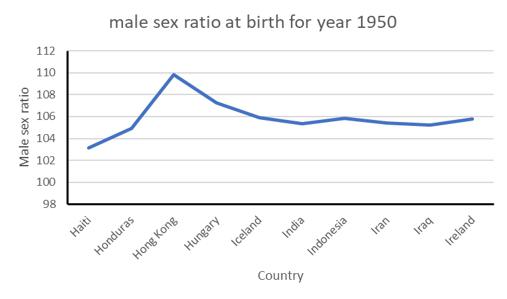 male sex ratio at birth for year 1950
112
110
108
106
104
102
100
98
Male sex ratio
Haiti
Honduras
Hong Kong
Hungary
Iceland
India
Indonesia
Iran
Iraq
Ireland
Country